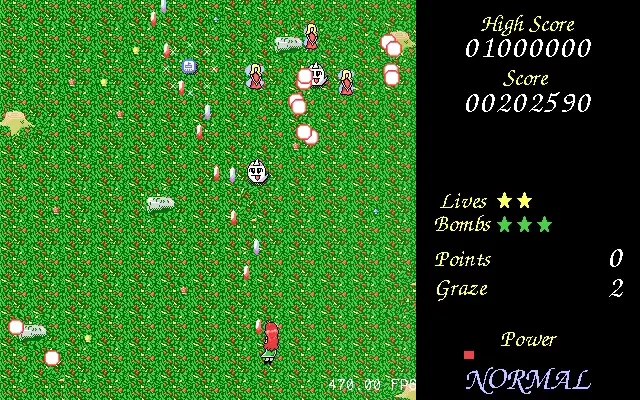 High Score
01000000
Score
00202590
Lives
Bombs
Points 0
Graze 2
Power
NORMAL
470.00 FPS